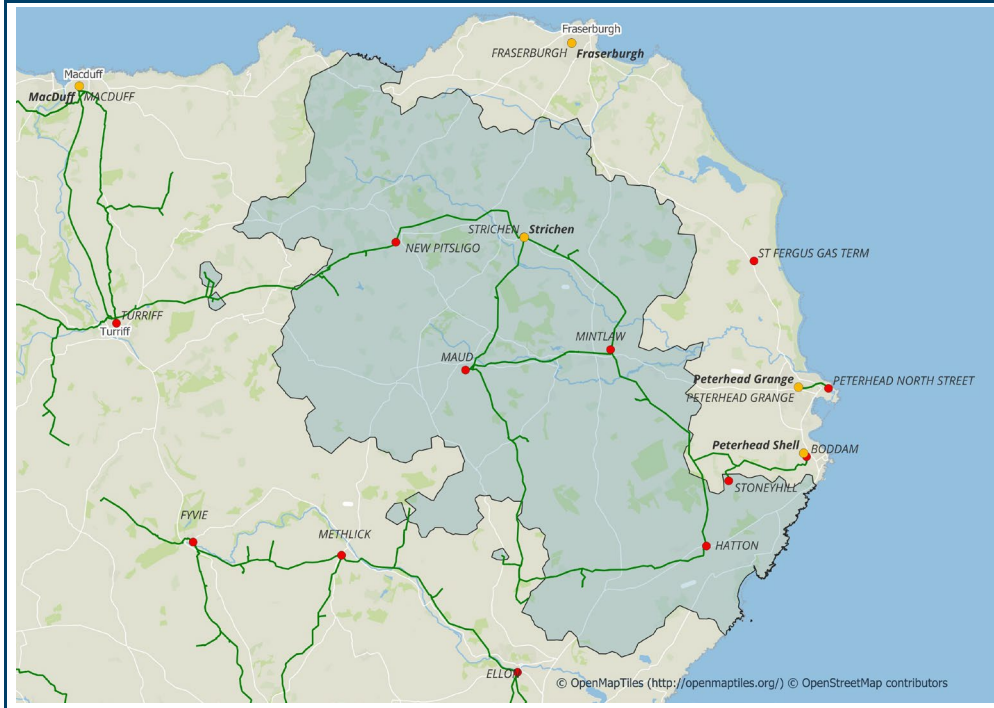 Fraserburgh
FRASERBURGH Fraserburgh
Macduff
MacDuff MACDUFF
STRICHEN Strichen
NEW PITSLIGO
ST FERGUS GAS TERM
TURRIFF
Turriff
MINTLAW
MAUD
Peterhead Grange
PETERHEAD NORTH STREET
PETERHEAD GRANGE
Peterhead Shell
BODDAM
STONEYHILL
FYVIE
METHLICK
HATTON
ELLON
© OpenMapTiles (http://openmaptiles.org/) © OpenStreetMap contributors